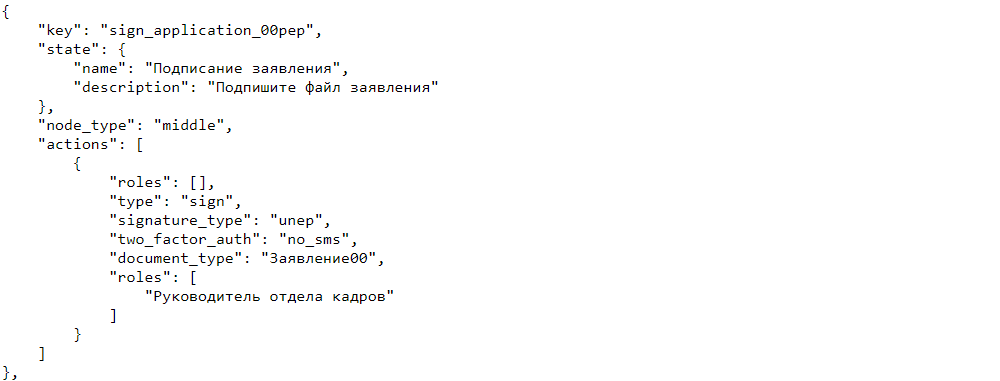 {
    "key": "sign_application_00pep",
    "state": {
        "name": "Подписание заявления",
        "description": "Подпишите файл заявления"
    },
    "node_type": "middle",
    "actions": [
        {
            "roles": [],
            "type": "sign",
            "signature_type": "unep",
            "two_factor_auth": "no_sms",
            "document_type": "Заявление00",
            "roles": [
                "Руководитель отдела кадров"
            ]
        }
    ]
},